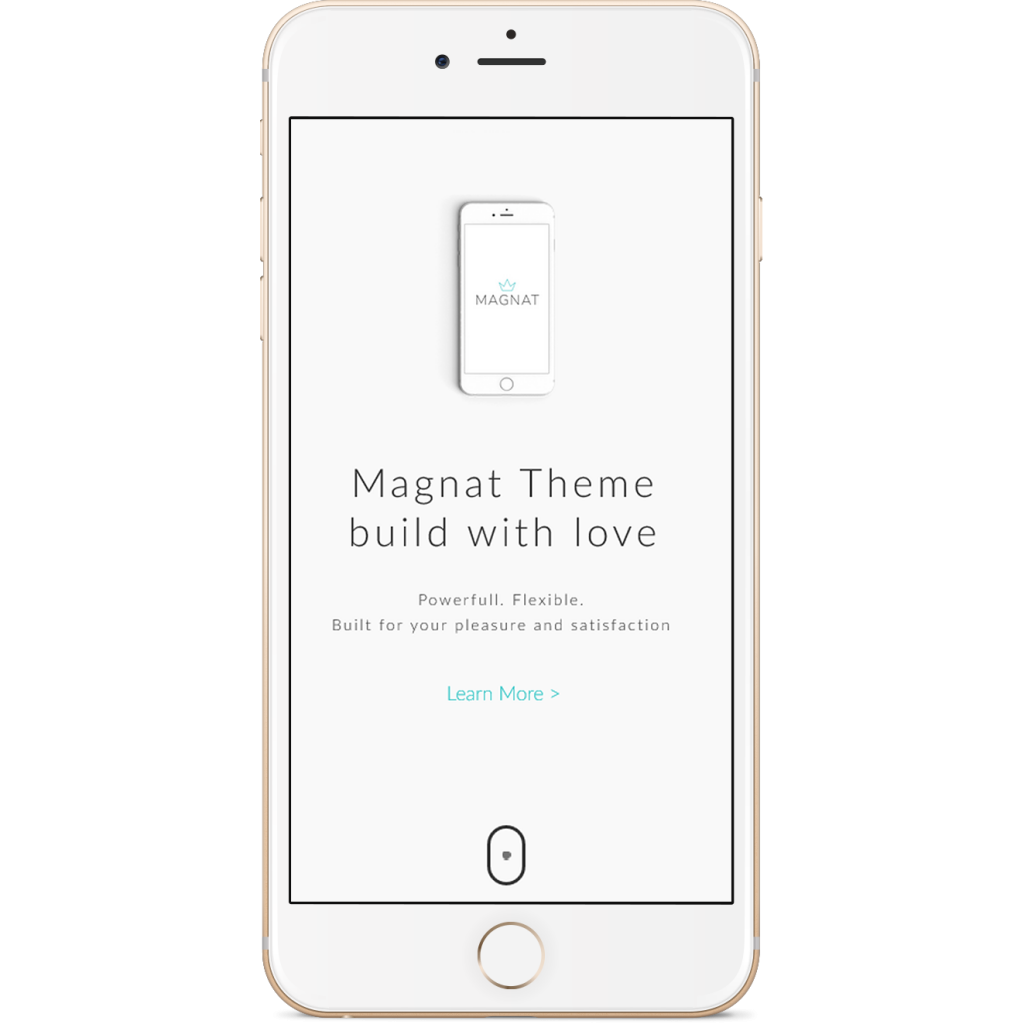 MAGNAT
Magnat Theme
build with love
Powerfull. Flexible.
Built for your pleasure and satisfaction
Learn More >